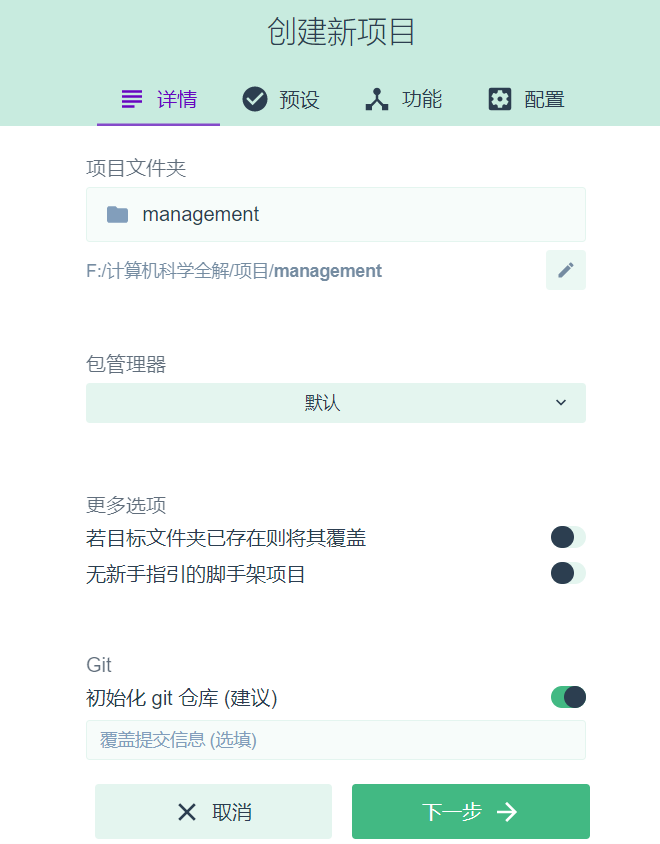 创建新项目
详情 预设 功能 配置
项目文件夹
management
F:/计算机科学全解/项目/management
包管理器
默认
更多选项
若目标文件夹已存在则将其覆盖
无新手指引的脚手架项目
Git
初始化 git 仓库 (建议)
覆盖提交信息 (选填)
取消 下一步